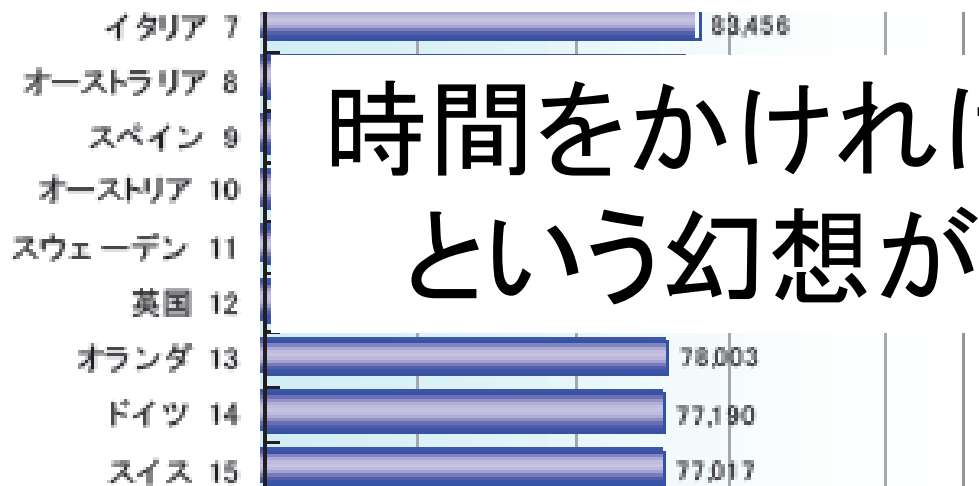 イタリア 7 83,456
オーストラリア 8
スペイン 9
オーストリア 10
スウェーデン 11
英国 12
時間をかけれ
という幻想が
オランダ 13 78,003
ドイツ 14 77,190
スイス 15 77,017